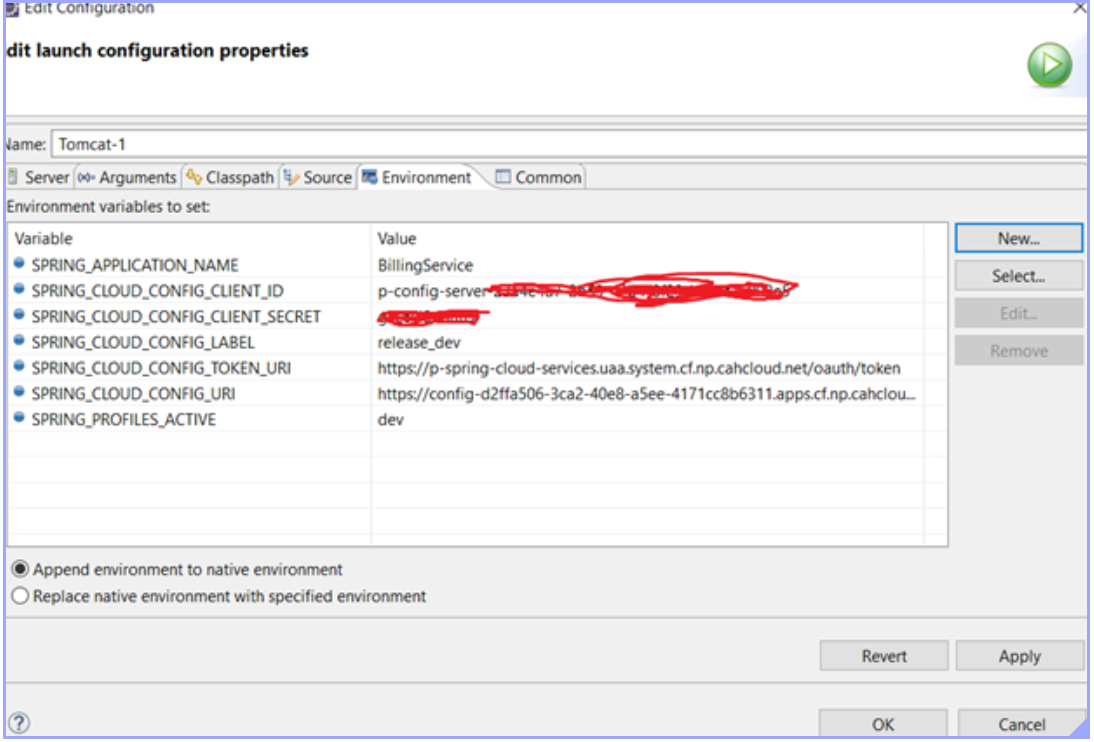 Edit Configuration
dit launch configuration properties
Name: Tomcat-1
Server Arguments Classpath Source Environment Common
Environment variables to set:
Variable Value
SPRING_APPLICATION_NAME BillingService
SPRING_CLOUD_CONFIG_CLIENT_ID p-config-server-
SPRING_CLOUD_CONFIG_CLIENT_SECRET
SPRING_CLOUD_CONFIG_LABEL release_dev
SPRING_CLOUD_CONFIG_TOKEN_URI https://p-spring-cloud-services.uaa.system.cf.np.cahcloud.net/oauth/token
SPRING_CLOUD_CONFIG_URI https://config-d2ffa506-3ca2-40e8-a5ee-4171cc8b6311.apps.cf.np.cahclou...
SPRING_PROFILES_ACTIVE dev
New...
Select...
Edit...
Remove
Append environment to native environment
Replace native environment with specified environment
Revert Apply
OK Cancel